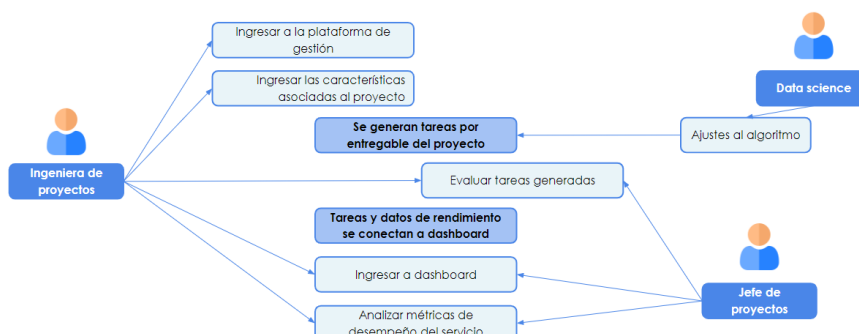 Ingresar a la plataforma de
gestión
Ingresar las características
asociadas al proyecto
Data science
Se generan tareas por
entregable del proyecto
Ajustes al algoritmo
Ingeniera de
proyectos
Evaluar tareas generadas
Tareas y datos de rendimiento
se conectan a dashboard
Ingresar a dashboard
Jefe de
proyectos
Analizar métricas de
desempeño del servicio